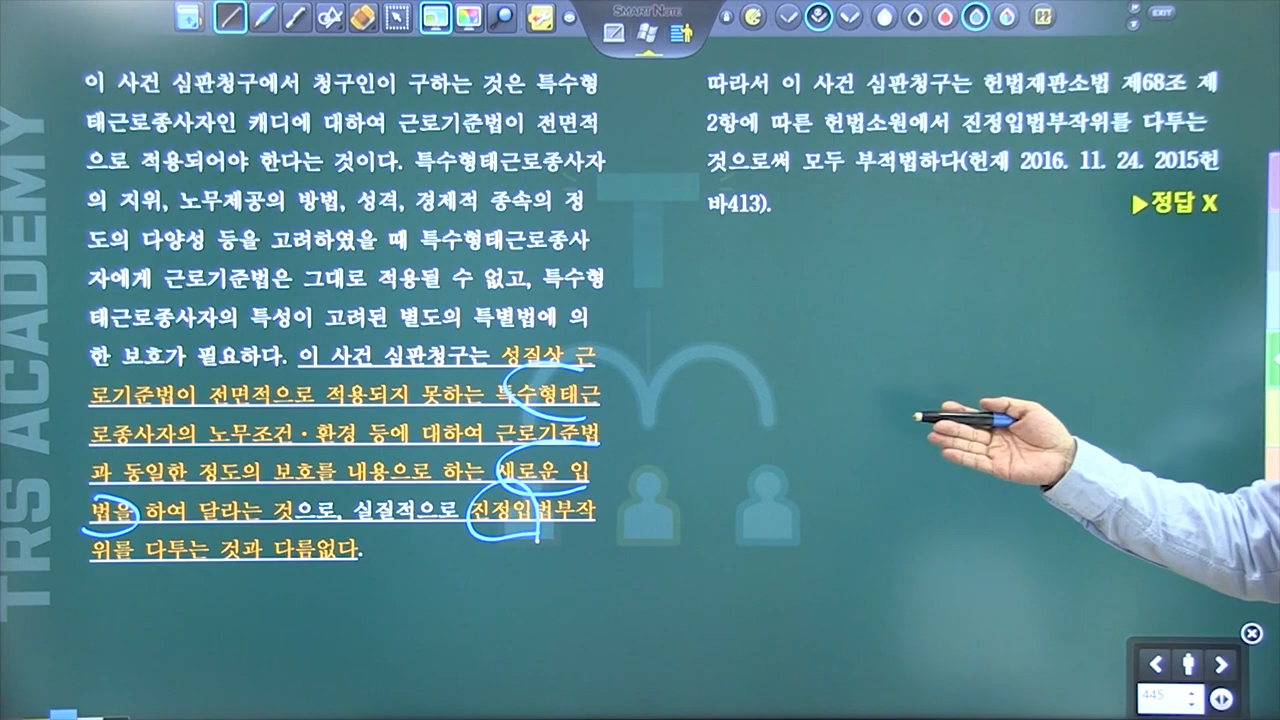 SMART NOTE
EXIT
이 사건 심판청구에서 청구인이 구하는 것은 특수형
태근로종사자인 캐디에 대하여 근로기준법이 전면적
으로 적용되어야 한다는 것이다. 특수형태근로종사자
의 지위, 노무제공의 방법, 성격, 경제적 종속의 정
도의 다양성 등을 고려하였을 때 특수형태근로종사
자에게 근로기준법은 그대로 적용될 수 없고, 특수형
태근로종사자의 특성이 고려된 별도의 특별법에 의
한 보호가 필요하다. 이 사건 심판청구는 성질상 근
로기준법이 전면적으로 적용되지 못하는 특수형태근
로종사자의 노무조건·환경 등에 대하여 근로기준법
과 동일한 정도의 보호를 내용으로 하는 새로운 입
법을 하여 달라는 것으로, 실질적으로 진정입법부작
위를 다투는 것과 다름없다.
따라서 이 사건 심판청구는 헌법재판소법 제68조 제
2항에 따른 헌법소원에서 진정입법부작위를 다투는
것으로써 모두 부적법하다(헌재 2016. 11. 24. 2015헌
바413).
▶정답 X
TRS ACADEMY
445